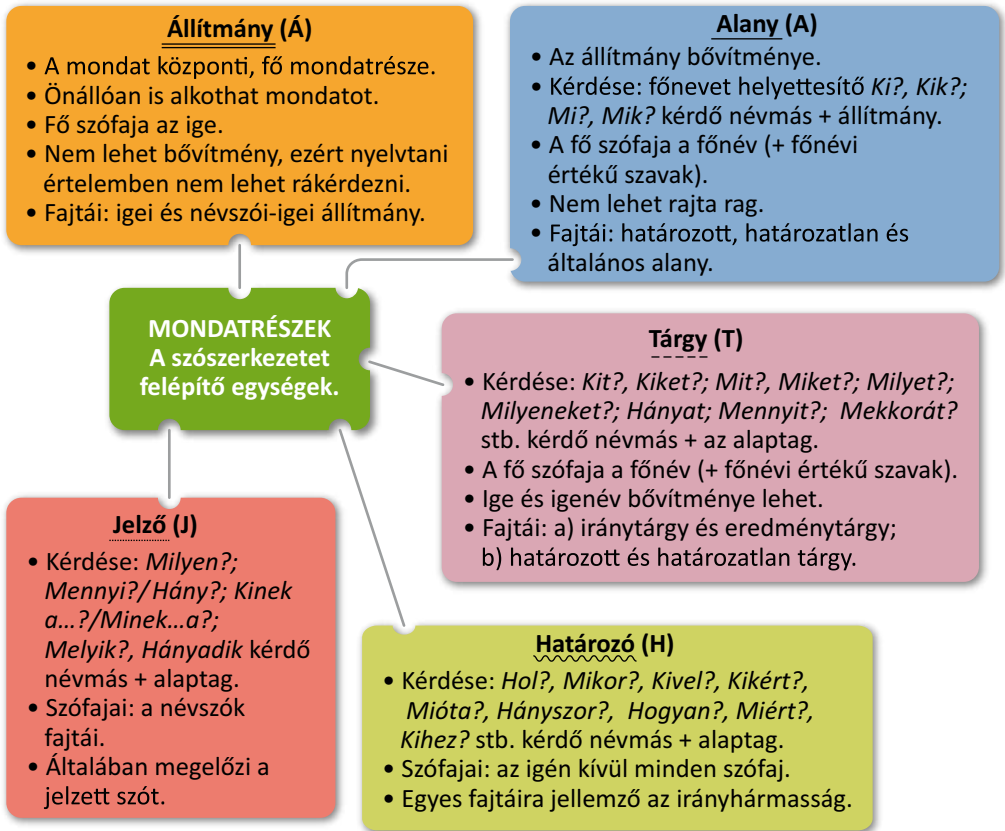 Állítmány (Á)
• A mondat központi, fő mondatrésze.
• Önállóan is alkothat mondatot.
• Fő szófaja az ige.
• Nem lehet bővítmény, ezért nyelvtani
értelemben nem lehet rákérdezni.
• Fajtái: igei és névszói-igei állítmány.
Alany (A)
• Az állítmány bővítménye.
• Kérdése: főnevet helyettesítő Ki?, Kik?;
Mi?, Mik? kérdő névmás + állítmány.
• A fő szófaja a főnév (+ főnévi
értékű szavak).
• Nem lehet rajta rag.
• Fajtái: határozott, határozatlan és
általános alany.
MONDATRÉSZEK
A szószerkezetet
felépítő egységek.
Tárgy (T)
• Kérdése: Kit?, Kiket?; Mit?, Miket?; Milyet?;
Milyeneket?; Hányat; Mennyit?; Mekkorát?
stb. kérdő névmás + az alaptag.
• A fő szófaja a főnév (+ főnévi értékű szavak).
• Ige és igenév bővítménye lehet.
• Fajtái: a) iránytárgy és eredménytárgy;
b) határozott és határozatlan tárgy.
Jelző (J)
• Kérdése: Milyen?;
Mennyi?/Hány?; Kinek
a...?/Minek...a?;
Melyik?, Hányadik kérdő
névmás + alaptag.
• Szófajai: a névszók
fajtái.
• Általában megelőzi a
jelzett szót.
Határozó (H)
• Kérdése: Hol?, Mikor?, Kivel?, Kikért?,
Mióta?, Hányszor?, Hogyan?, Miért?,
Kihez? stb. kérdő névmás + alaptag.
• Szófajai: az igén kívül minden szófaj.
• Egyes fajtáira jellemző az irányhármasság.